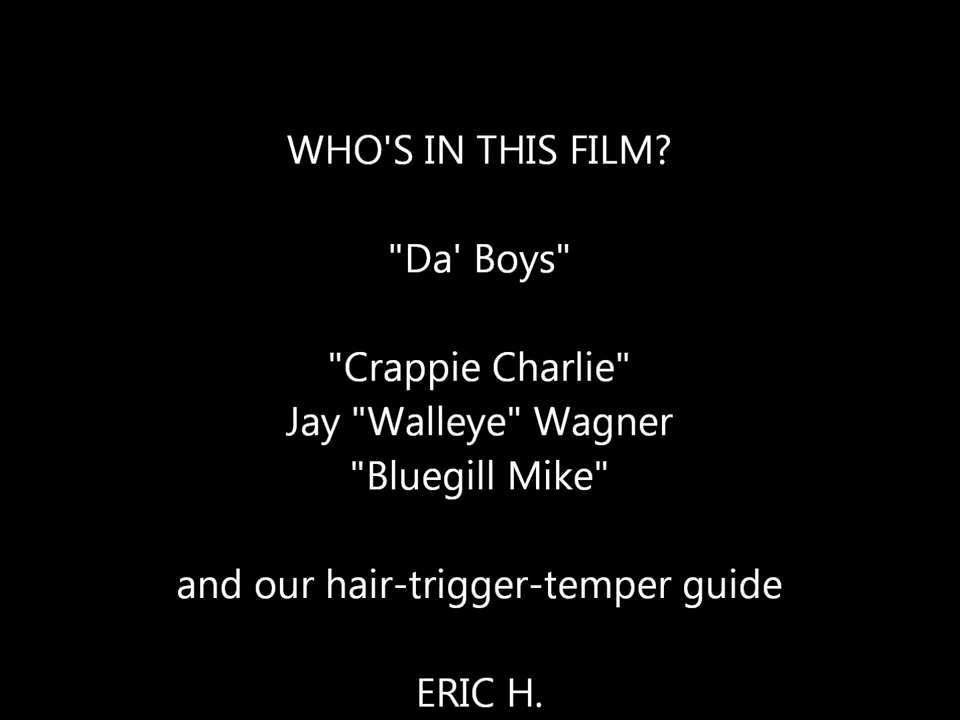 WHO'S IN THIS FILM?
"Da' Boys"
"Crappie Charlie"
Jay "Walleye" Wagner
"Bluegill Mike"
and our hair-trigger-temper guide
ERIC H.